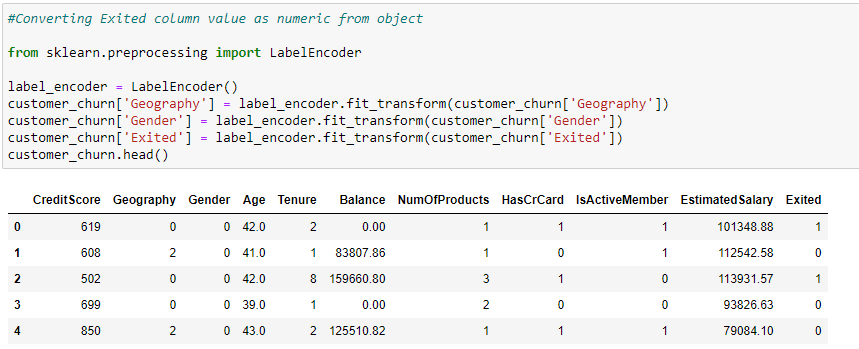 #Converting Exited column value as numeric from object
from sklearn.preprocessing import LabelEncoder
label_encoder = LabelEncoder()
customer_churn['Geography'] = label_encoder.fit_transform(customer_churn['Geography'])
customer_churn['Gender'] = label_encoder.fit_transform(customer_churn['Gender'])
customer_churn['Exited'] = label_encoder.fit_transform(customer_churn['Exited'])
customer_churn.head()
CreditScore Geography Gender Age Tenure Balance NumOfProducts HasCrCard IsActiveMember EstimatedSalary Exited
0 619 0 0 42.0 2 0.00 1 1 1 101348.88 1
1 608 2 0 41.0 1 83807.86 1 0 1 112542.58 0
2 502 0 0 42.0 8 159660.80 3 1 0 113931.57 1
3 699 0 0 39.0 1 0.00 2 0 0 93826.63 0
4 850 2 0 43.0 2 125510.82 1 1 1 79084.10 0